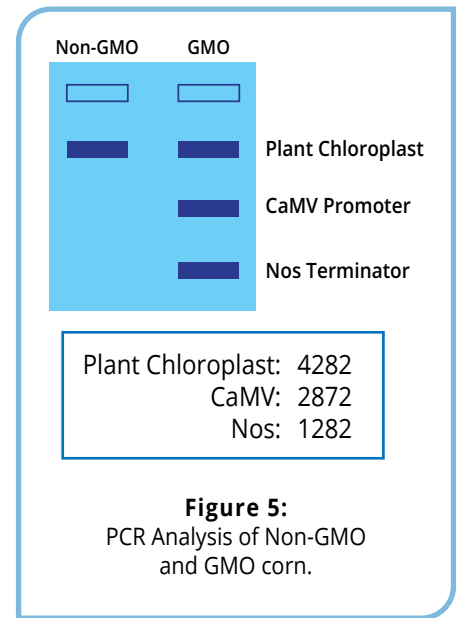 Non-GMO GMO
Plant Chloroplast
CaMV Promoter
Nos Terminator
Plant Chloroplast: 4282
CaMV: 2872
Nos: 1282
Figure 5:
PCR Analysis of Non-GMO
and GMO corn.